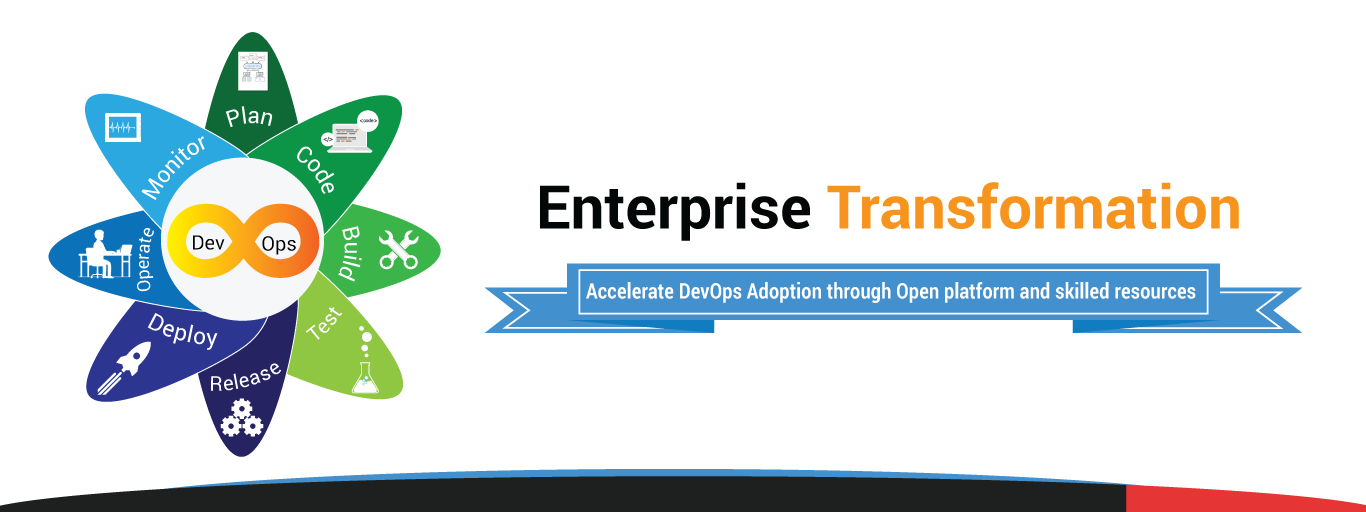 Plan
Code
<code>
</>
Build
Test
Release
Deploy
Operate
Monitor
Dev
Ops
Enterprise Transformation
Accelerate DevOps Adoption through Open platform and skilled resources